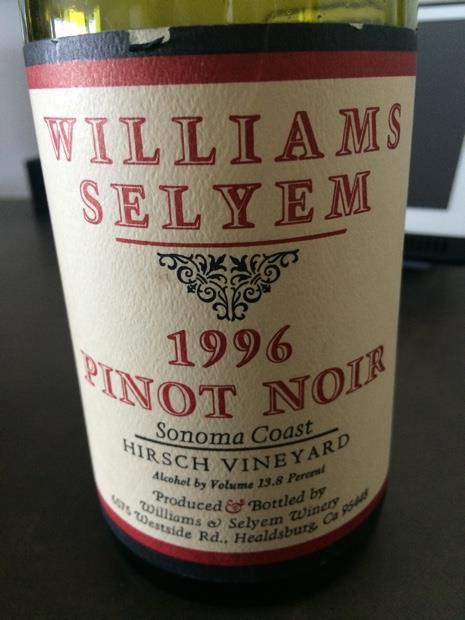 WILLIAMS
SELYEM
1996
PINOT NOIR
Sonoma Coast
HIRSCH VINEYARD
Alcohol by Volume 13.8 Percent
Produced & Bottled by
Williams & Selyem Winery
6575 Westside Rd., Healdsburg, Ca 95448